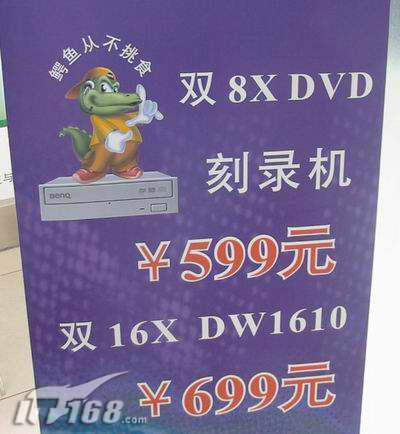 鳄鱼从不挑食
双 8X DVD
BenQ
刻录机
￥599元
双 16X DW1610
￥699元
IT168.com